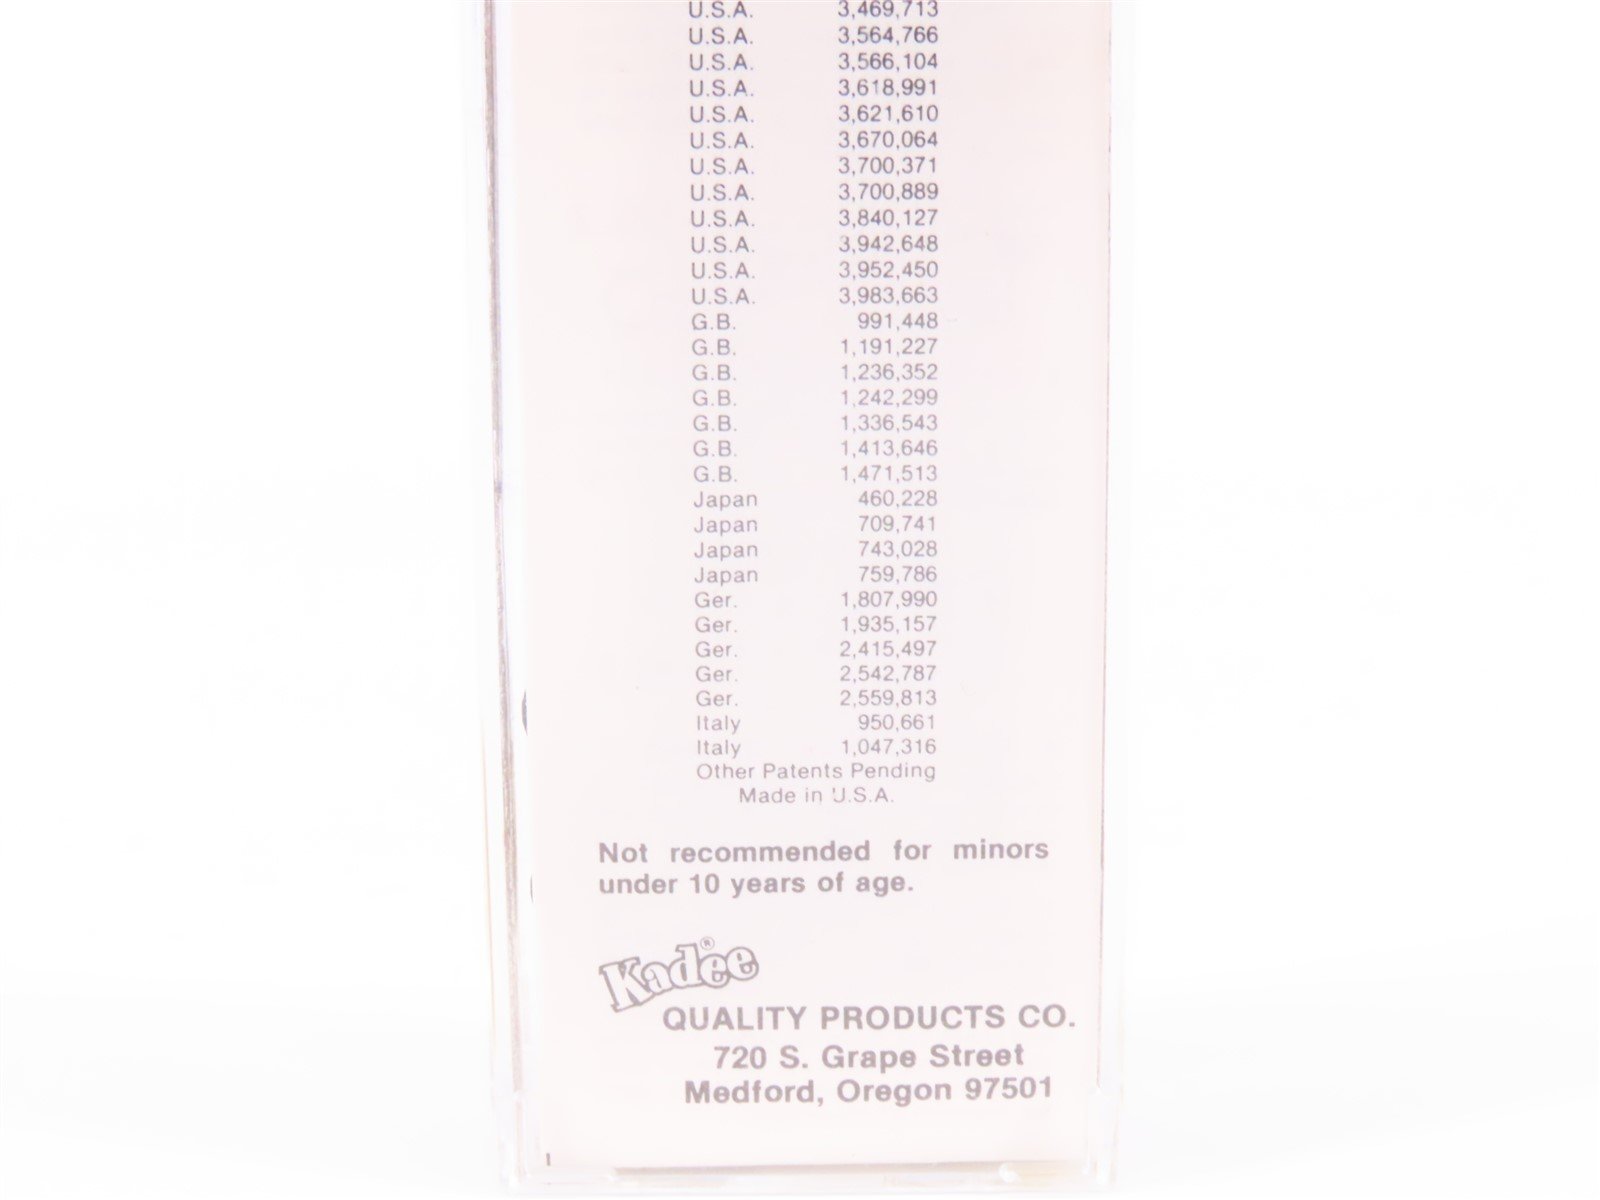 U.S.A. 3,469,713
U.S.A. 3,564,766
U.S.A. 3,566,104
U.S.A. 3,618,991
U.S.A. 3,621,610
U.S.A. 3,670,064
U.S.A. 3,700,371
U.S.A. 3,700,889
U.S.A. 3,840,127
U.S.A. 3,942,648
U.S.A. 3,952,450
U.S.A. 3,983,663
G.B. 991,448
G.B. 1,191,227
G.B. 1,236,352
G.B. 1,242,299
G.B. 1,336,543
G.B. 1,413,646
G.B. 1,471,513
Japan 460,228
Japan 709,741
Japan 743,028
Japan 759,786
Ger. 1,807,990
Ger. 1,935,157
Ger. 2,415,497
Ger. 2,542,787
Ger. 2,559,813
Italy 950,661
Italy 1,047,316
Other Patents Pending
Made in U.S.A.
Not recommended for minors
under 10 years of age.
Kadee®
QUALITY PRODUCTS CO.
720 S. Grape Street
Medford, Oregon 97501